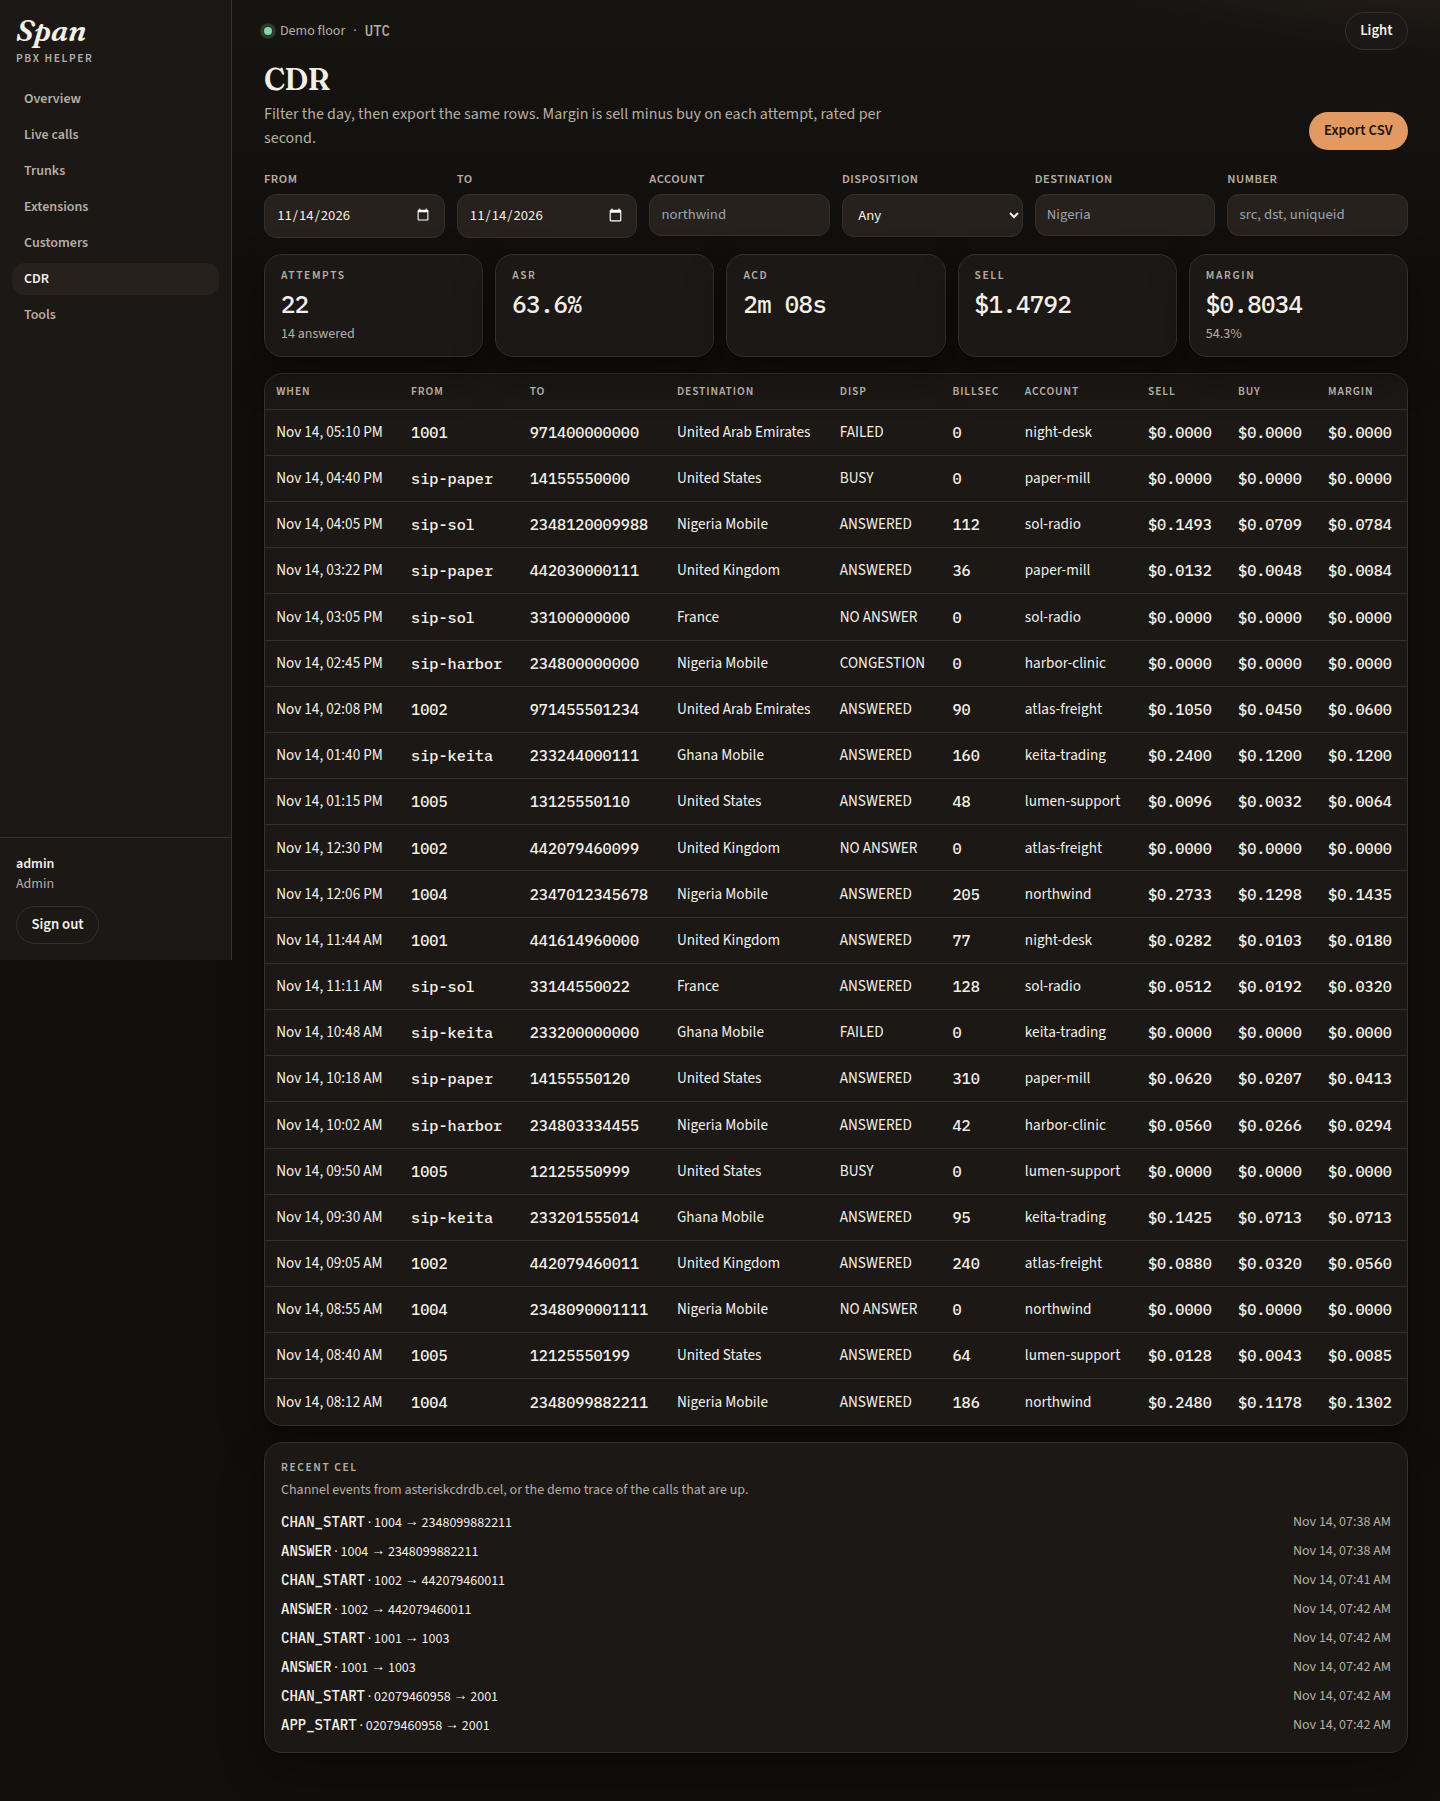 Span
PBX HELPER
Overview
Live calls
Trunks
Extensions
Customers
CDR
Tools
admin
Admin
Sign out
Demo floor · UTC
Light
CDR
Filter the day, then export the same rows. Margin is sell minus buy on each attempt, rated per
second.
Export CSV
FROM TO ACCOUNT DISPOSITION DESTINATION NUMBER
11/14/2026 11/14/2026 northwind Any Nigeria src, dst, uniqueid
ATTEMPTS ASR ACD SELL MARGIN
22 63.6% 2m 08s $1.4792 $0.8034
14 answered 54.3%
WHEN FROM TO DESTINATION DISP BILLSEC ACCOUNT SELL BUY MARGIN
Nov 14, 05:10 PM 1001 971400000000 United Arab Emirates FAILED 0 night-desk $0.0000 $0.0000 $0.0000
Nov 14, 04:40 PM sip-paper 14155550000 United States BUSY 0 paper-mill $0.0000 $0.0000 $0.0000
Nov 14, 04:05 PM sip-sol 2348120009988 Nigeria Mobile ANSWERED 112 sol-radio $0.1493 $0.0709 $0.0784
Nov 14, 03:22 PM sip-paper 442030000111 United Kingdom ANSWERED 36 paper-mill $0.0132 $0.0048 $0.0084
Nov 14, 03:05 PM sip-sol 33100000000 France NO ANSWER 0 sol-radio $0.0000 $0.0000 $0.0000
Nov 14, 02:45 PM sip-harbor 234800000000 Nigeria Mobile CONGESTION 0 harbor-clinic $0.0000 $0.0000 $0.0000
Nov 14, 02:08 PM 1002 971455501234 United Arab Emirates ANSWERED 90 atlas-freight $0.1050 $0.0450 $0.0600
Nov 14, 01:40 PM sip-keita 233244000111 Ghana Mobile ANSWERED 160 keita-trading $0.2400 $0.1200 $0.1200
Nov 14, 01:15 PM 1005 13125550110 United States ANSWERED 48 lumen-support $0.0096 $0.0032 $0.0064
Nov 14, 12:30 PM 1002 442079460099 United Kingdom NO ANSWER 0 atlas-freight $0.0000 $0.0000 $0.0000
Nov 14, 12:06 PM 1004 2347012345678 Nigeria Mobile ANSWERED 205 northwind $0.2733 $0.1298 $0.1435
Nov 14, 11:44 AM 1001 441614960000 United Kingdom ANSWERED 77 night-desk $0.0282 $0.0103 $0.0180
Nov 14, 11:11 AM sip-sol 33144550022 France ANSWERED 128 sol-radio $0.0512 $0.0192 $0.0320
Nov 14, 10:48 AM sip-keita 233200000000 Ghana Mobile FAILED 0 keita-trading $0.0000 $0.0000 $0.0000
Nov 14, 10:18 AM sip-paper 14155550120 United States ANSWERED 310 paper-mill $0.0620 $0.0207 $0.0413
Nov 14, 10:02 AM sip-harbor 234803334455 Nigeria Mobile ANSWERED 42 harbor-clinic $0.0560 $0.0266 $0.0294
Nov 14, 09:50 AM 1005 12125550999 United States BUSY 0 lumen-support $0.0000 $0.0000 $0.0000
Nov 14, 09:30 AM sip-keita 233201555014 Ghana Mobile ANSWERED 95 keita-trading $0.1425 $0.0713 $0.0713
Nov 14, 09:05 AM 1002 442079460011 United Kingdom ANSWERED 240 atlas-freight $0.0880 $0.0320 $0.0560
Nov 14, 08:55 AM 1004 2348090001111 Nigeria Mobile NO ANSWER 0 northwind $0.0000 $0.0000 $0.0000
Nov 14, 08:40 AM 1005 12125550199 United States ANSWERED 64 lumen-support $0.0128 $0.0043 $0.0085
Nov 14, 08:12 AM 1004 2348099882211 Nigeria Mobile ANSWERED 186 northwind $0.2480 $0.1178 $0.1302
RECENT CEL
Channel events from asteriskcdrdb.cel, or the demo trace of the calls that are up.
CHAN_START · 1004 → 2348099882211 Nov 14, 07:38 AM
ANSWER · 1004 → 2348099882211 Nov 14, 07:38 AM
CHAN_START · 1002 → 442079460011 Nov 14, 07:41 AM
ANSWER · 1002 → 442079460011 Nov 14, 07:42 AM
CHAN_START · 1001 → 1003 Nov 14, 07:42 AM
ANSWER · 1001 → 1003 Nov 14, 07:42 AM
CHAN_START · 02079460958 → 2001 Nov 14, 07:42 AM
APP_START · 02079460958 → 2001 Nov 14, 07:42 AM